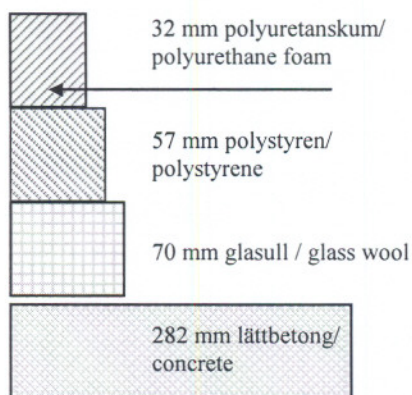 32 mm polyuretanskum/
polyurethane foam
57 mm polystyren/
polystyrene
70 mm glasull / glass wool
282 mm lättbetong/
concrete